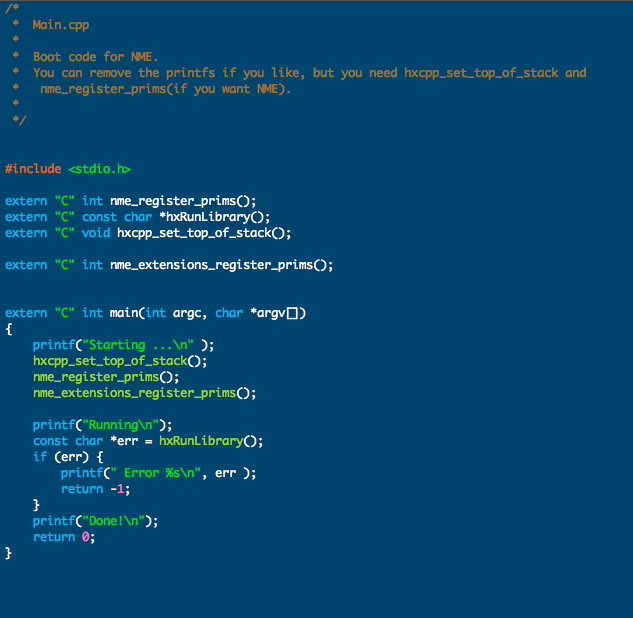 /*
 *  Main.cpp
 *
 *  Boot code for NME.
 *  You can remove the printfs if you like, but you need hxcpp_set_top_of_stack and
 *   nme_register_prims(if you want NME).
 *
 */

#include <stdio.h>

extern "C" int nme_register_prims();
extern "C" const char *hxRunLibrary();
extern "C" void hxcpp_set_top_of_stack();

extern "C" int nme_extensions_register_prims();

extern "C" int main(int argc, char *argv[])
{
    printf("Starting ...\n" );
    hxcpp_set_top_of_stack();
    nme_register_prims();
    nme_extensions_register_prims();

    printf("Running\n");
    const char *err = hxRunLibrary();
    if (err) {
        printf(" Error %s\n", err );
        return -1;
    }
    printf("Done!\n");
    return 0;
}